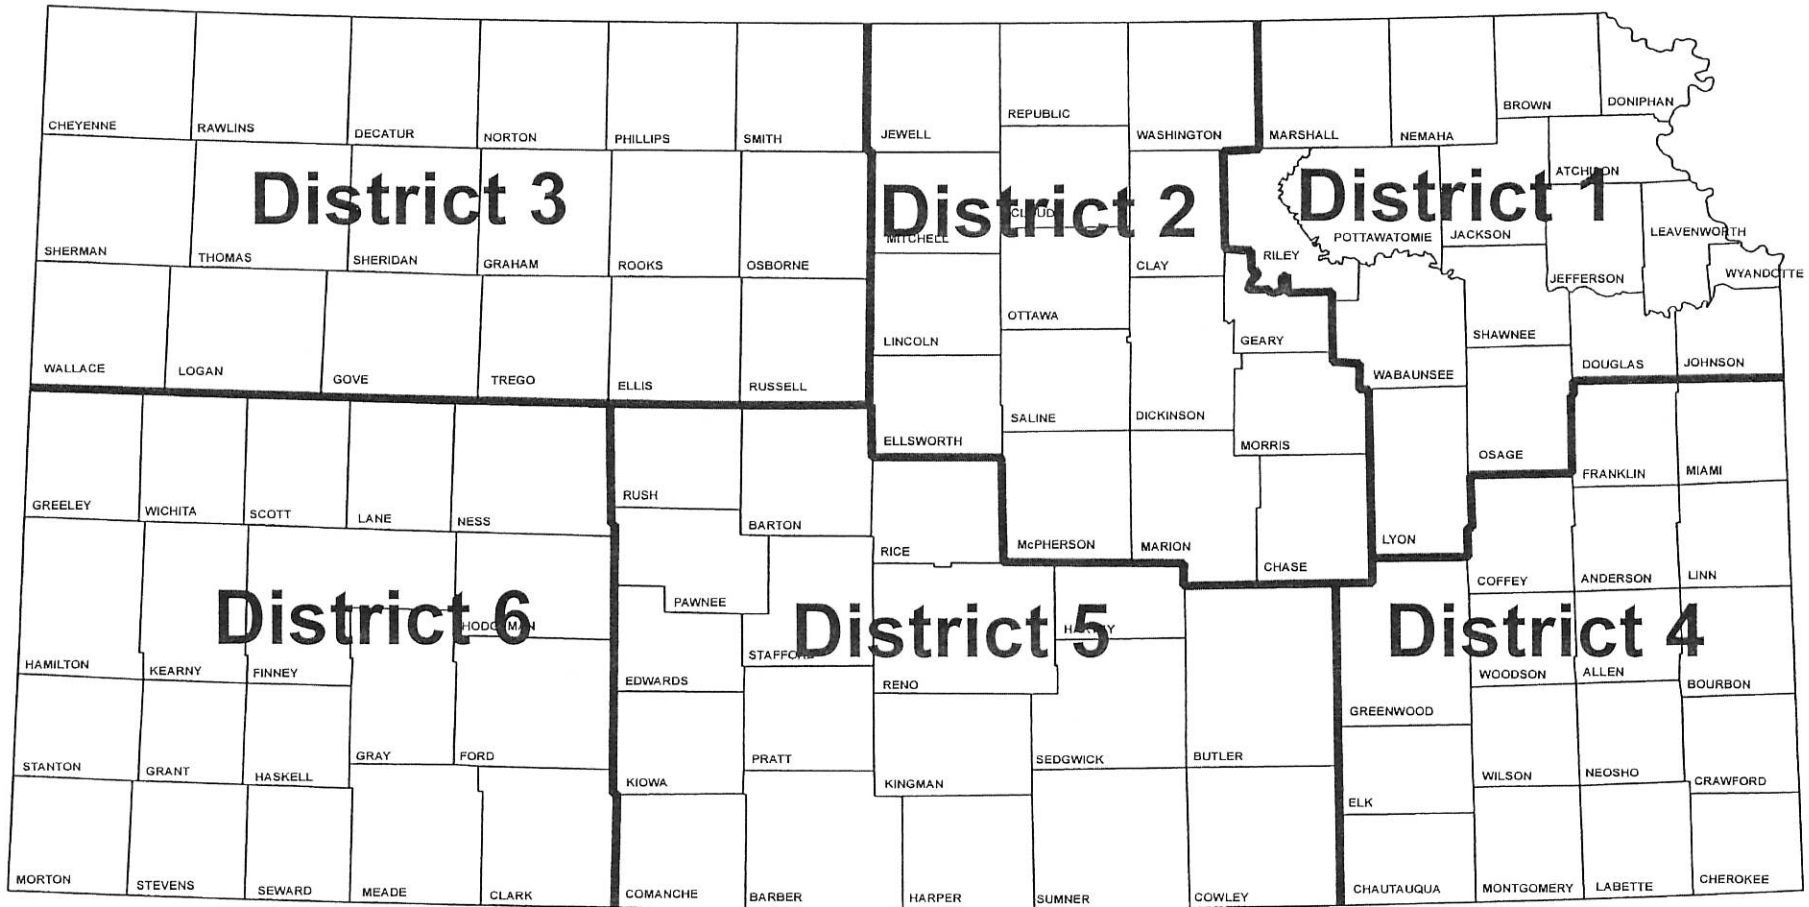 CHEYENNE
RAWLINS
DECATUR
NORTON
PHILLIPS
SMITH
JEWELL
REPUBLIC
WASHINGTON
MARSHALL
NEMAHA
BROWN
DONIPHAN
District 3
District 2
District 1
ATCHISON
SHERMAN
THOMAS
SHERIDAN
GRAHAM
ROOKS
OSBORNE
MITCHELL
CLOUD
CLAY
RILEY
POTTAWATOMIE
JACKSON
LEAVENWORTH
JEFFERSON
WYANDOTTE
WALLACE
LOGAN
GOVE
TREGO
ELLIS
RUSSELL
LINCOLN
OTTAWA
GEARY
WABAUNSEE
SHAWNEE
DOUGLAS
JOHNSON
ELLSWORTH
SALINE
DICKINSON
MORRIS
OSAGE
FRANKLIN
MIAMI
GREELEY
WICHITA
SCOTT
LANE
NESS
RUSH
BARTON
RICE
McPHERSON
MARION
CHASE
LYON
COFFEY
ANDERSON
LINN
District 6
District 5
District 4
HODGEMAN
PAWNEE
STAFFORD
HARVEY
HAMILTON
KEARNY
FINNEY
EDWARDS
RENO
WOODSON
ALLEN
BOURBON
GREENWOOD
STANTON
GRANT
HASKELL
GRAY
FORD
KIOWA
PRATT
KINGMAN
SEDGWICK
BUTLER
ELK
WILSON
NEOSHO
CRAWFORD
MORTON
STEVENS
SEWARD
MEADE
CLARK
COMANCHE
BARBER
HARPER
SUMNER
COWLEY
CHAUTAUQUA
MONTGOMERY
LABETTE
CHEROKEE